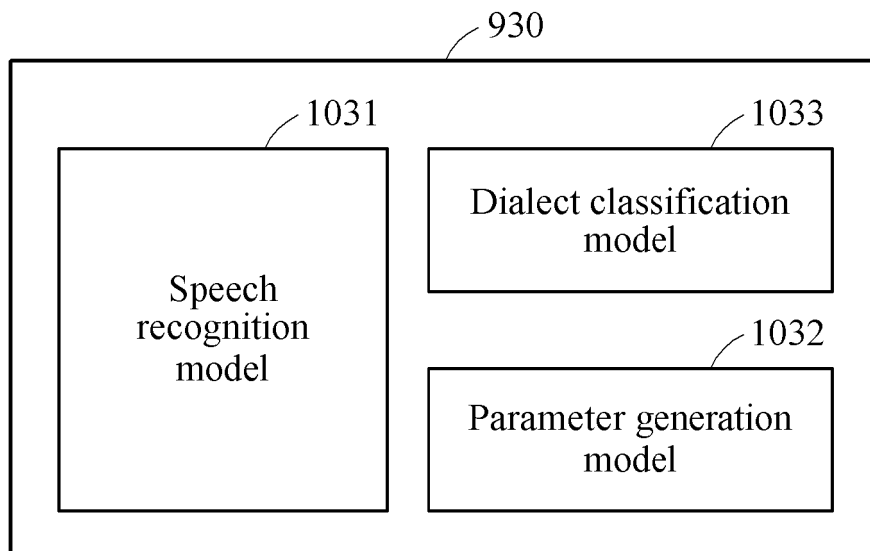 930
1031
Speech
recognition
model
1033
Dialect classification
model
1032
Parameter generation
model